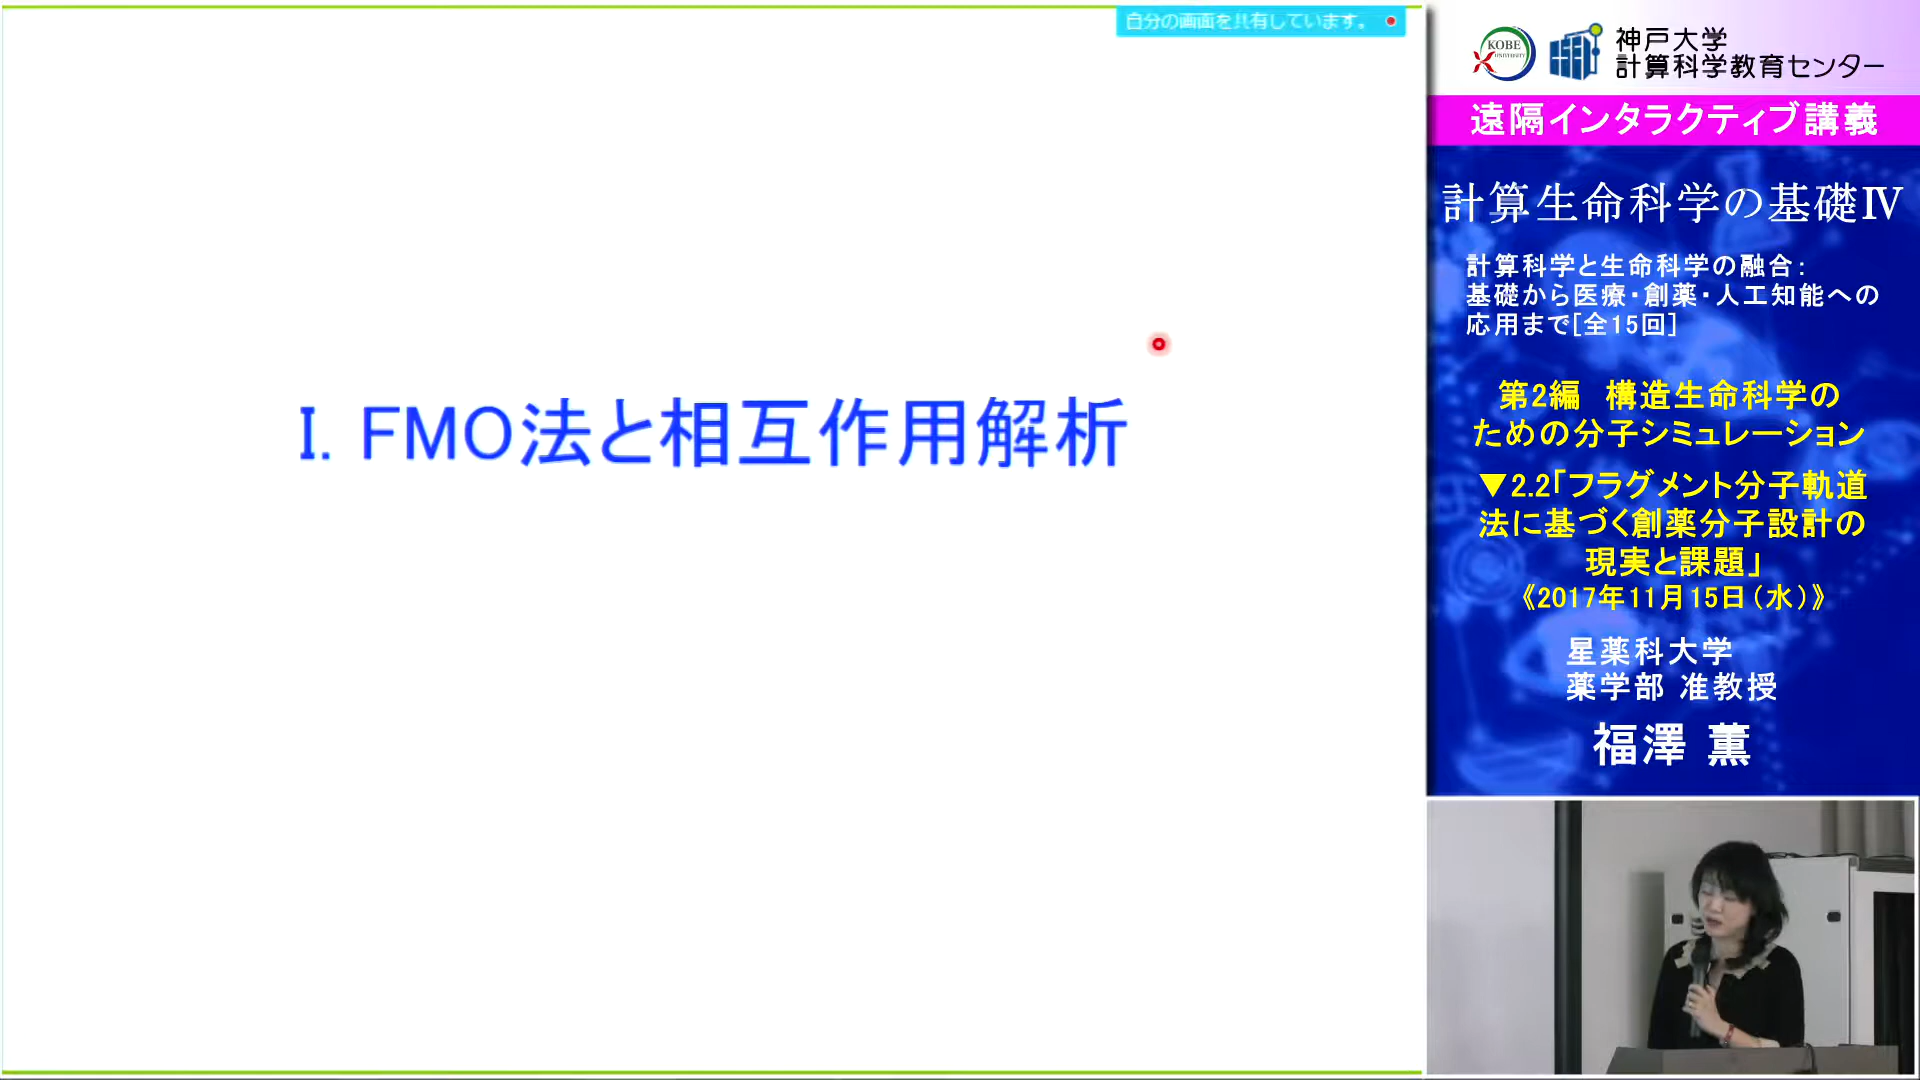 自分の画面を共有しています。
I. FMO法と相互作用解析
KOBE
UNIVERSITY
神戸大学
計算科学教育センター
遠隔インタラクティブ講義
計算生命科学の基礎Ⅳ
計算科学と生命科学の融合:
基礎から医療・創薬・人工知能への
応用まで[全15回]
第2編 構造生命科学の
ための分子シミュレーション
▼2.2「フラグメント分子軌道
法に基づく創薬分子設計の
現実と課題」
《2017年11月15日(水)》
星薬科大学
薬学部 准教授
福澤 薫